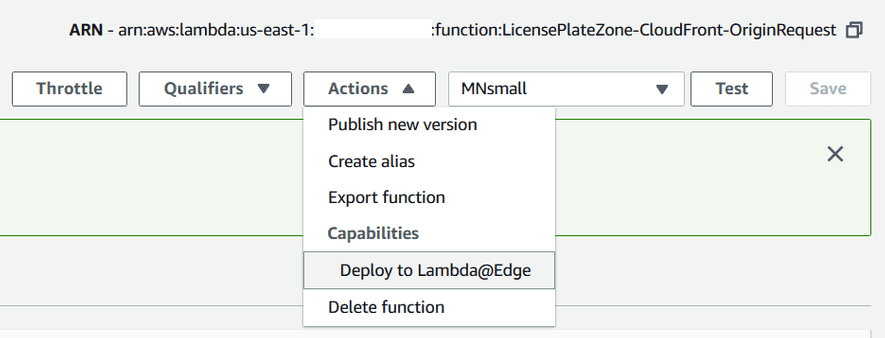 ARN - arn:aws:lambda:us-east-1: :function:LicensePlateZone-CloudFront-OriginRequest
Throttle Qualifiers Actions MNsmall Test Save
Publish new version
Create alias
Export function
Capabilities
Deploy to Lambda@Edge
Delete function